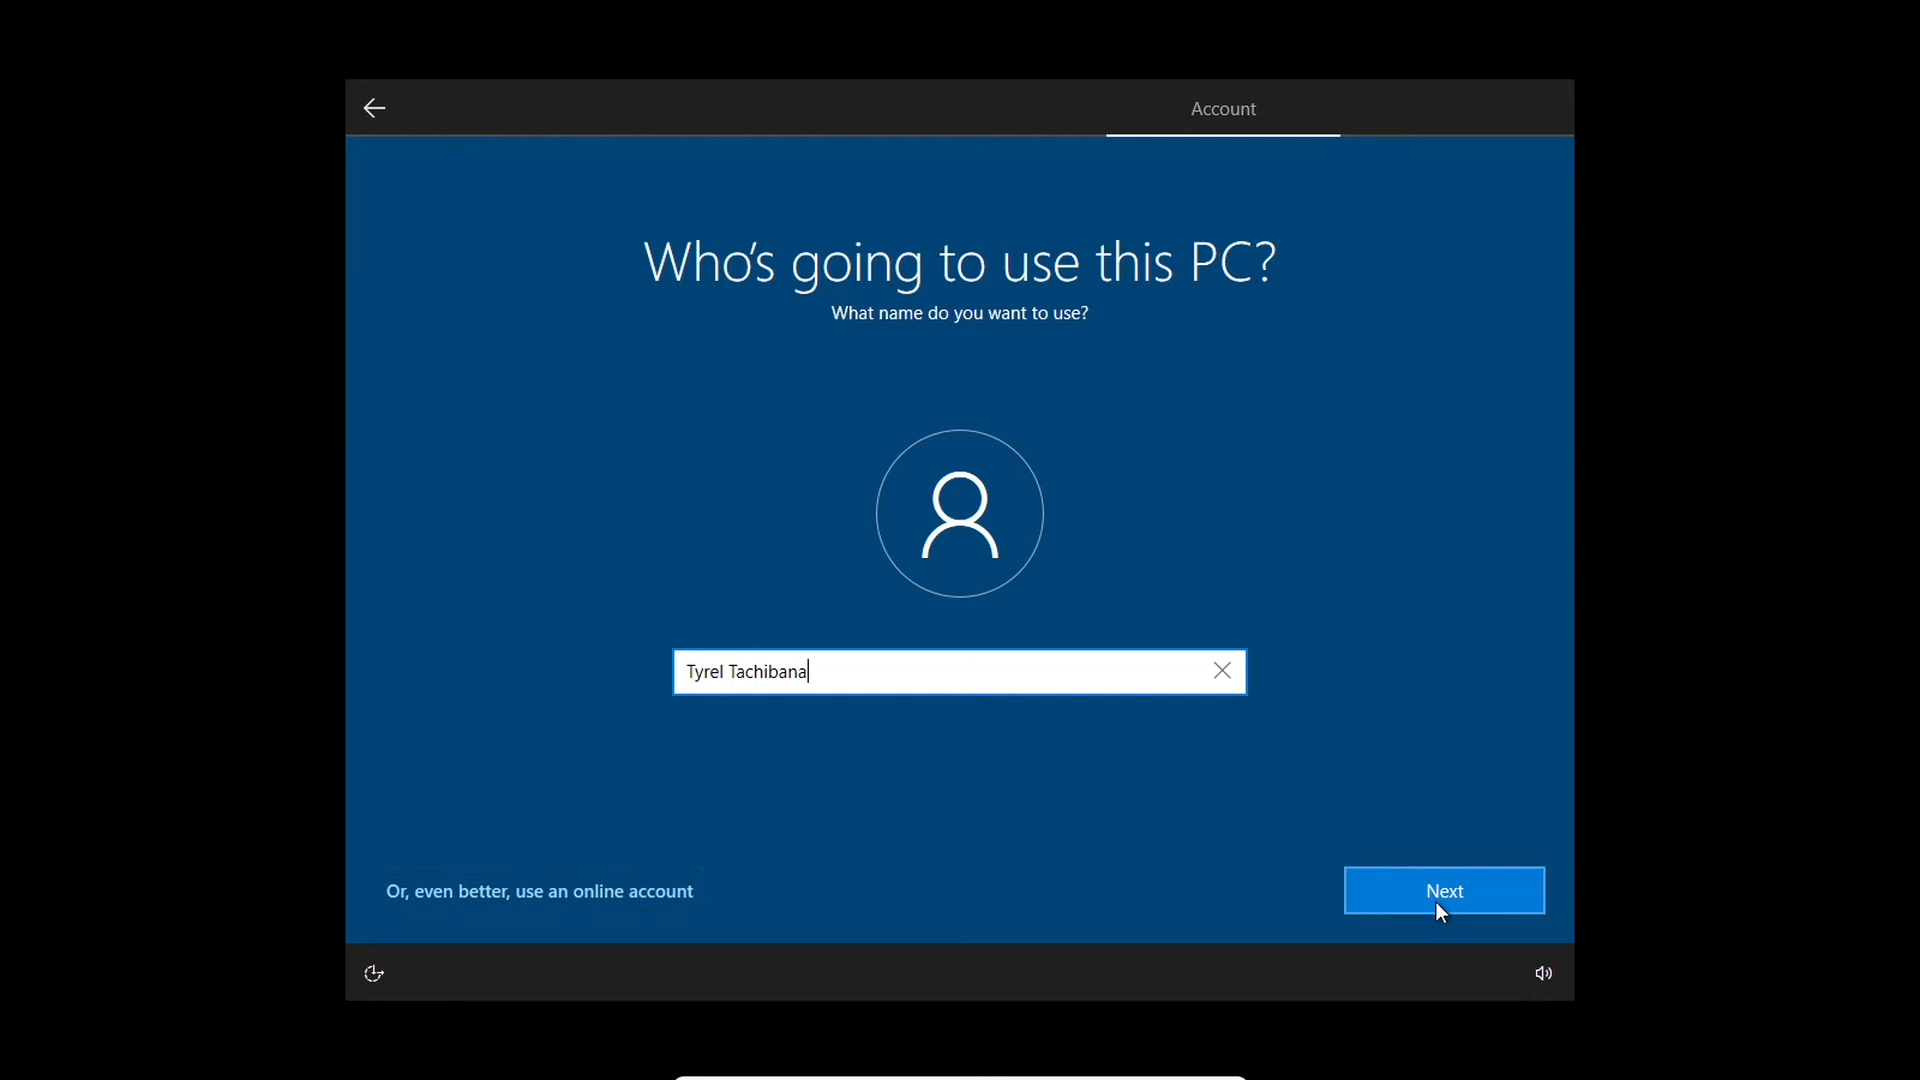 Account
Who's going to use this PC?
What name do you want to use?
Tyrel Tachibana
Or, even better, use an online account
Next